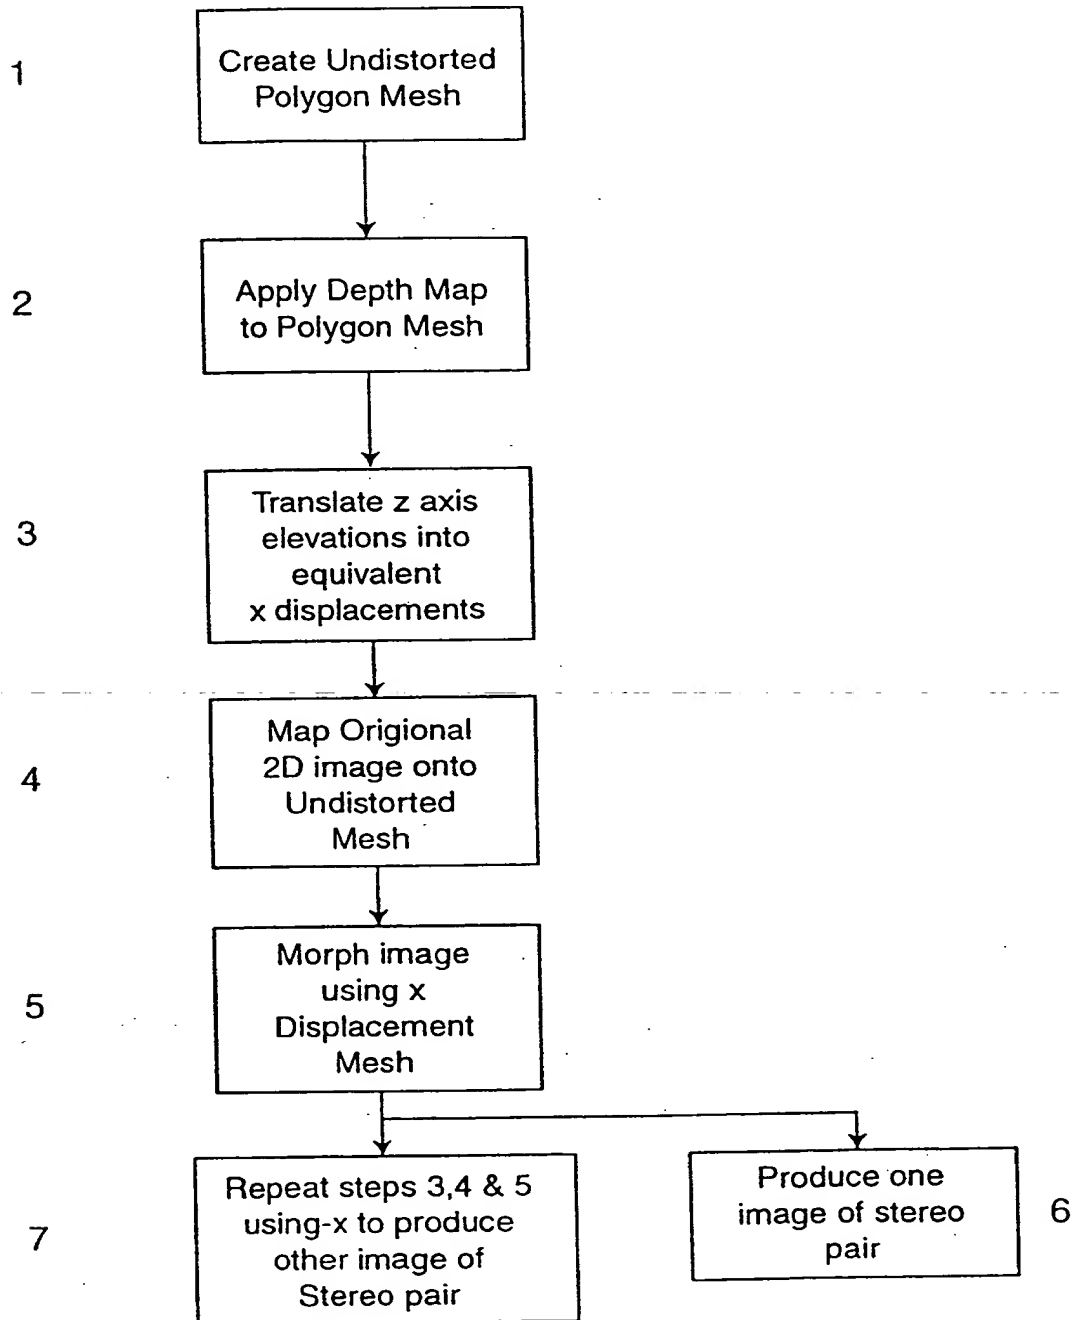 1
Create Undistorted
Polygon Mesh
2
Apply Depth Map
to Polygon Mesh
3
Translate z axis
elevations into
equivalent
x displacements
4
Map Origional
2D image onto
Undistorted
Mesh
5
Morph image
using x
Displacement
Mesh
7
Repeat steps 3,4 & 5
using-x to produce
other image of
Stereo pair
Produce one
image of stereo
pair
6